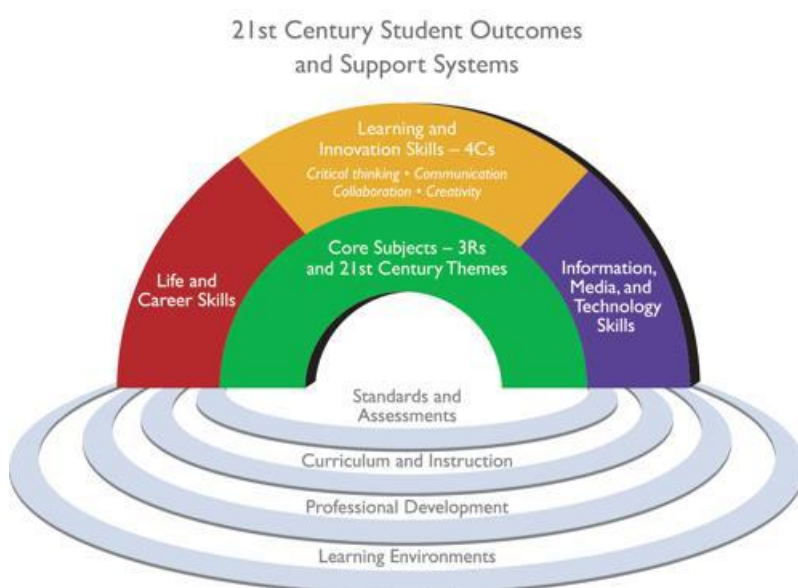 21st Century Student Outcomes
and Support Systems
Learning and
Innovation Skills – 4Cs
Critical thinking • Communication
Collaboration • Creativity
Core Subjects – 3Rs
and 21st Century Themes
Life and
Career Skills
Information,
Media, and
Technology
Skills
Standards and
Assessments
Curriculum and Instruction
Professional Development
Learning Environments